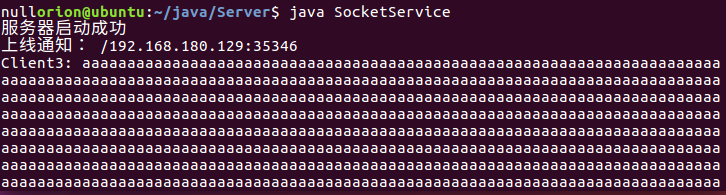 nullorion@ubuntu:~/java/Server$ java SocketService
服务器启动成功
上线通知： /192.168.180.129:35346
Client3: aaaaaaaaaaaaaaaaaaaaaaaaaaaaaaaaaaaaaaaaaaaaaaaaaaaaaaaaaaaaaaaaaaaaaaa
aaaaaaaaaaaaaaaaaaaaaaaaaaaaaaaaaaaaaaaaaaaaaaaaaaaaaaaaaaaaaaaaaaaaaaaaaaaaaaaa
aaaaaaaaaaaaaaaaaaaaaaaaaaaaaaaaaaaaaaaaaaaaaaaaaaaaaaaaaaaaaaaaaaaaaaaaaaaaaaaa
aaaaaaaaaaaaaaaaaaaaaaaaaaaaaaaaaaaaaaaaaaaaaaaaaaaaaaaaaaaaaaaaaaaaaaaaaaaaaaaa
aaaaaaaaaaaaaaaaaaaaaaaaaaaaaaaaaaaaaaaaaaaaaaaaaaaaaaaaaaaaaaaaaaaaaaaaaaaaaaaa
aaaaaaaaaaaaaaaaaaaaaaaaaaaaaaaaaaaaaaaaaaaaaaaaaaaaaaaaaaaaaaaaaaaaaaaaaaaaaaaa
aaaaaaaaaaaaaaaaaaaaaaaaaaaaaaaaaaaaaaaaaaaaaaaaaaaaaaaaaaaaaaaaaaaaaaaaaaaaaaaa
aaaaaaaaaaaaaaaaaaaaaaaaaaaaaaaaaaaaaaaaaaaaaaaaaaaaaaaaaaaaaaaaaaaaaaaaaaaaaaaa